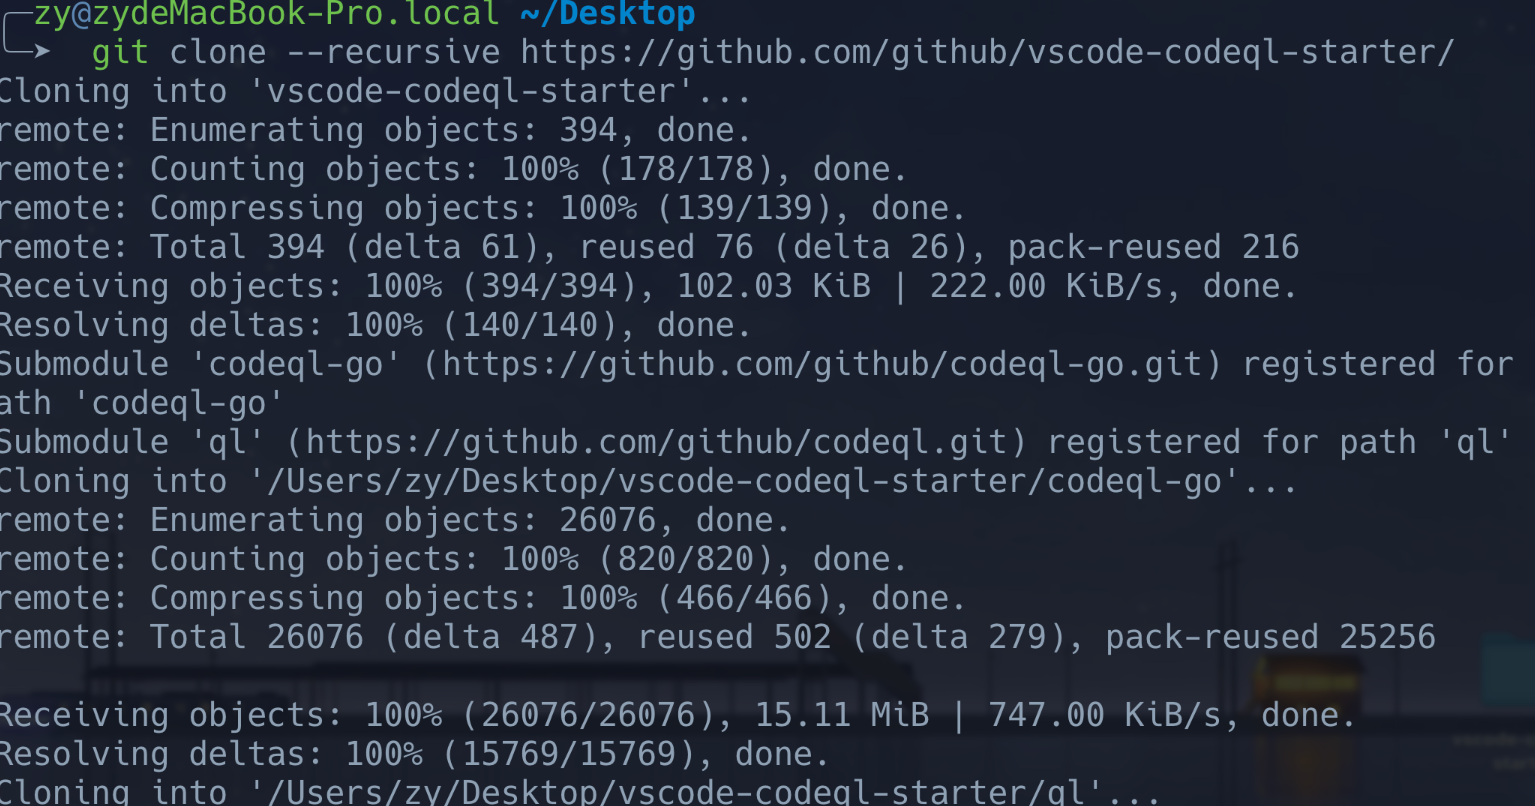 zy@zydeMacBook-Pro.local ~/Desktop
git clone --recursive https://github.com/github/vscode-codeql-starter/
Cloning into 'vscode-codeql-starter'...
remote: Enumerating objects: 394, done.
remote: Counting objects: 100% (178/178), done.
remote: Compressing objects: 100% (139/139), done.
remote: Total 394 (delta 61), reused 76 (delta 26), pack-reused 216
Receiving objects: 100% (394/394), 102.03 KiB | 222.00 KiB/s, done.
Resolving deltas: 100% (140/140), done.
Submodule 'codeql-go' (https://github.com/github/codeql-go.git) registered for
ath 'codeql-go'
Submodule 'ql' (https://github.com/github/codeql.git) registered for path 'ql'
Cloning into '/Users/zy/Desktop/vscode-codeql-starter/codeql-go'...
remote: Enumerating objects: 26076, done.
remote: Counting objects: 100% (820/820), done.
remote: Compressing objects: 100% (466/466), done.
remote: Total 26076 (delta 487), reused 502 (delta 279), pack-reused 25256
Receiving objects: 100% (26076/26076), 15.11 MiB | 747.00 KiB/s, done.
Resolving deltas: 100% (15769/15769), done.
Cloning into '/Users/zy/Desktop/vscode-codeql-starter/ql'...